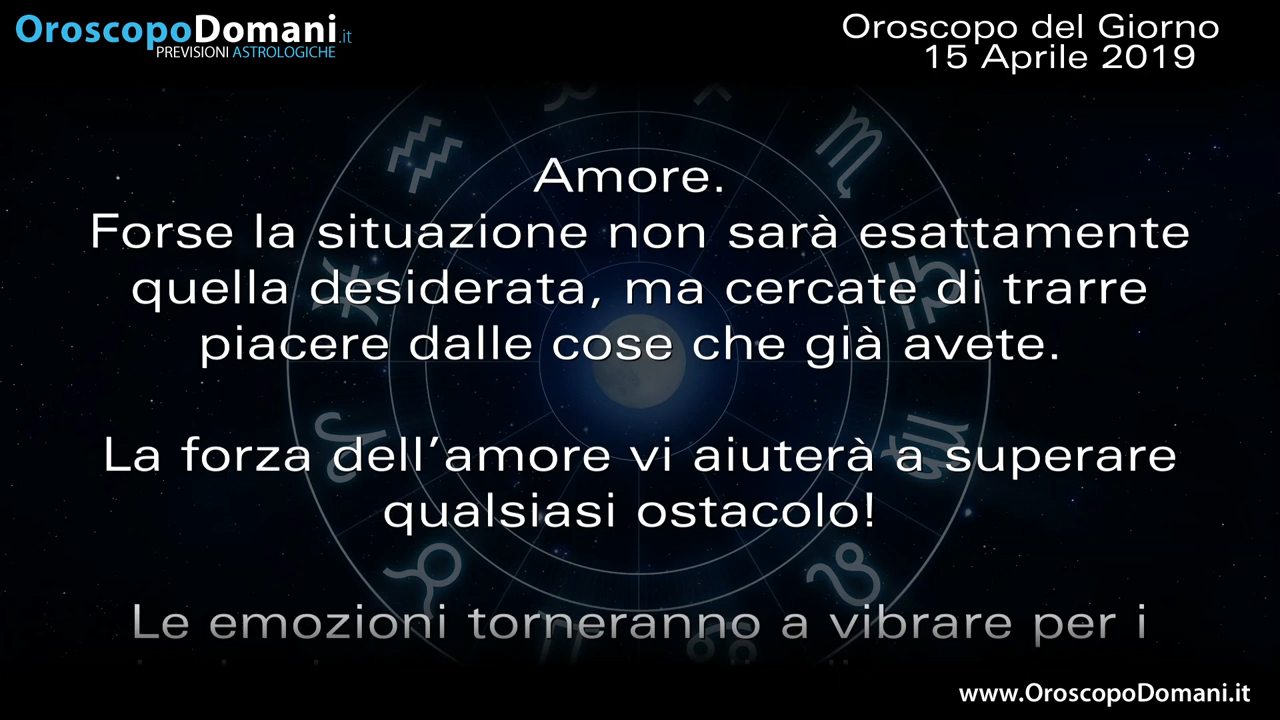 OroscopoDomani.it
PREVISIONI ASTROLOGICHE
Oroscopo del Giorno
15 Aprile 2019
Amore.
Forse la situazione non sarà esattamente
quella desiderata, ma cercate di trarre
piacere dalle cose che già avete.
La forza dell’amore vi aiuterà a superare
qualsiasi ostacolo!
Le emozioni torneranno a vibrare per i
www.OroscopoDomani.it